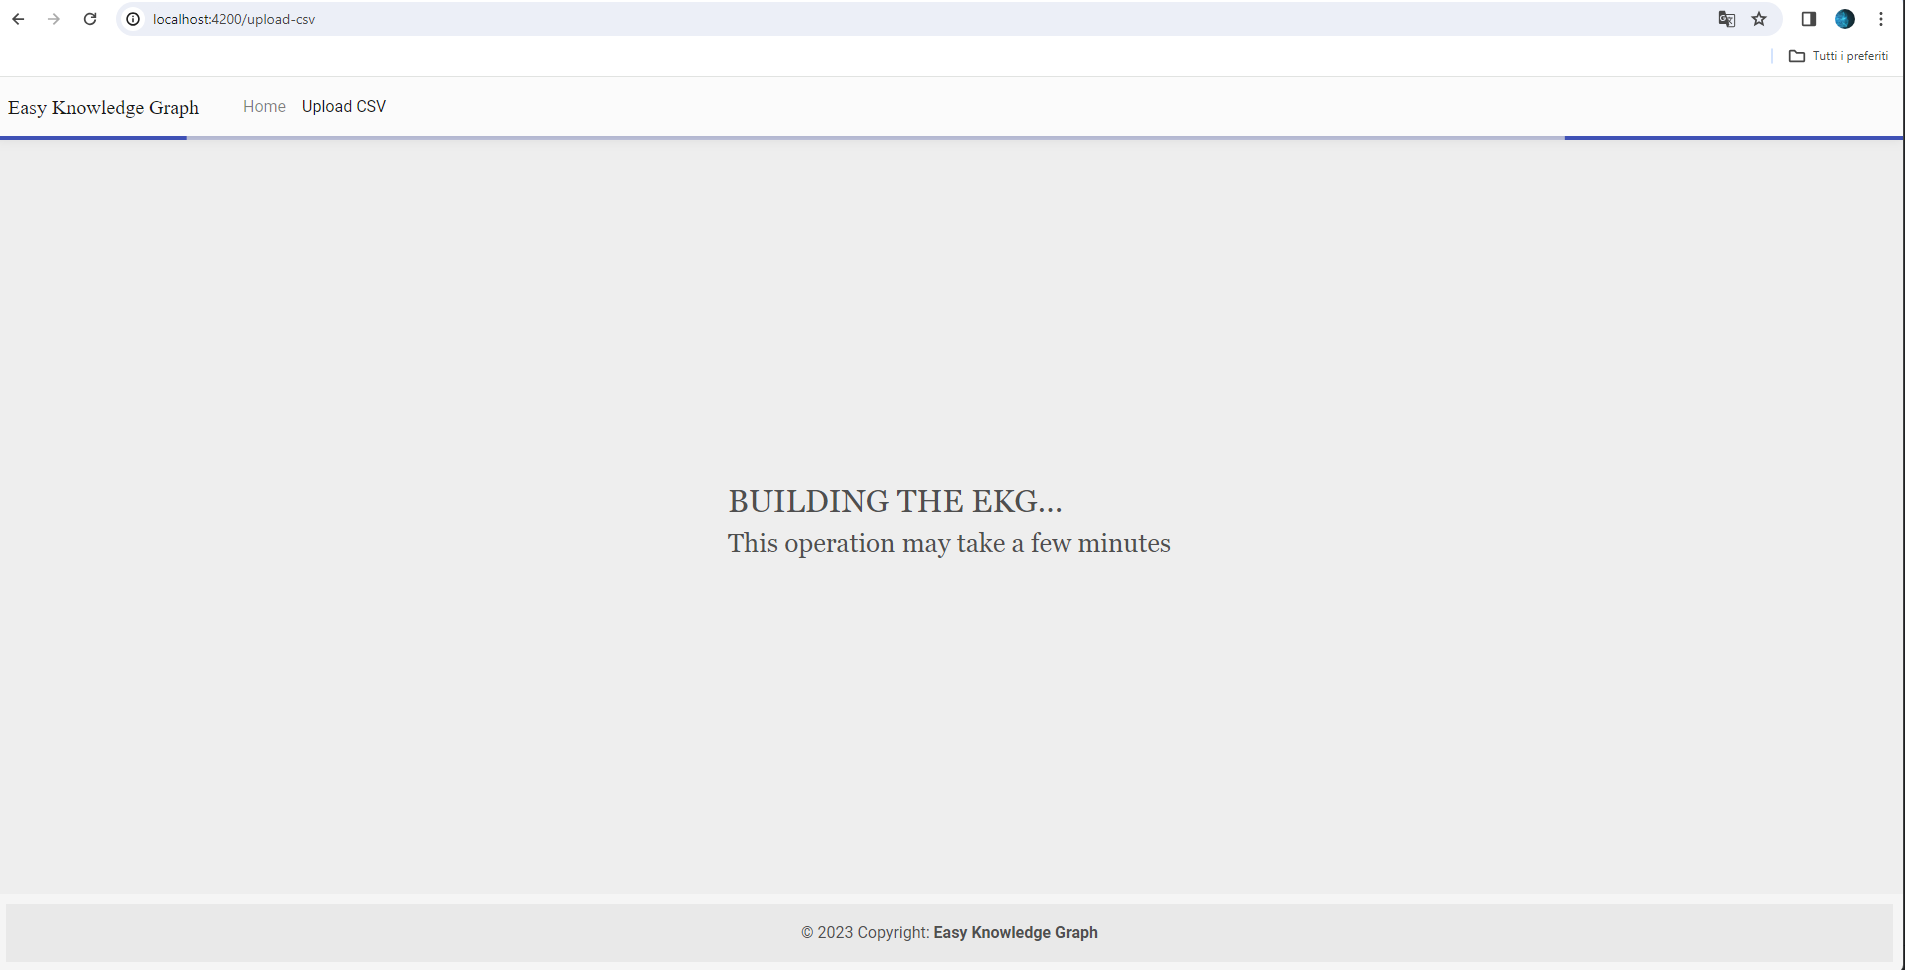 localhost:4200/upload-csv
Tutti i preferiti
Easy Knowledge Graph Home Upload CSV
BUILDING THE EKG...
This operation may take a few minutes
© 2023 Copyright: Easy Knowledge Graph